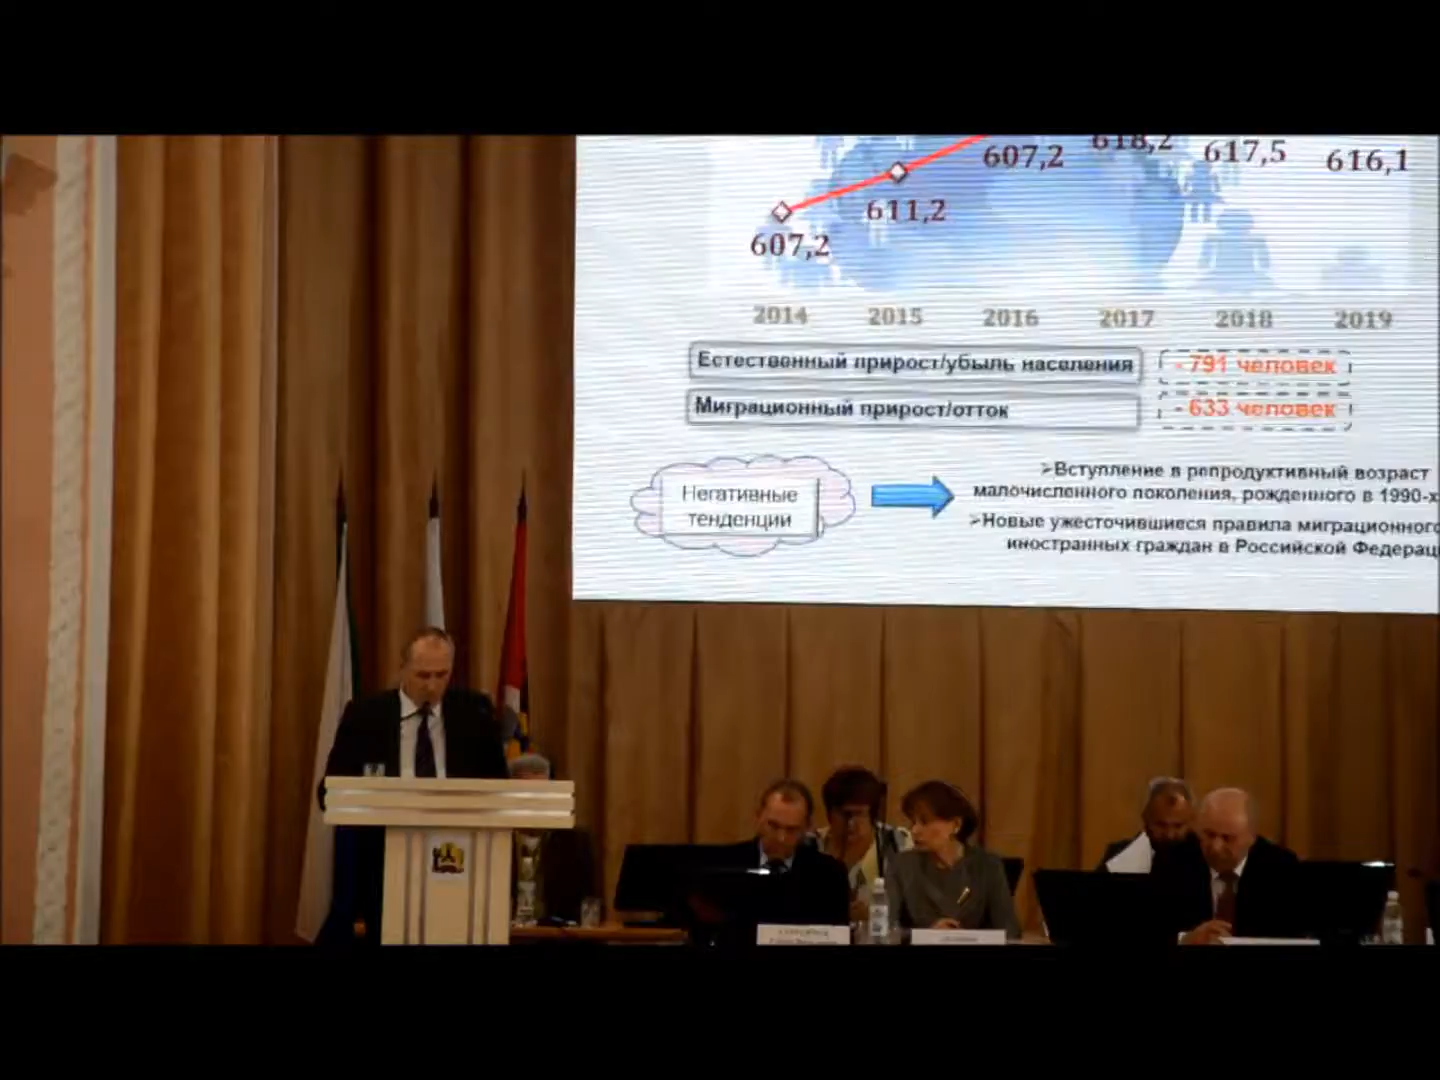 607,2
618,2
617,5
616,1
611,2
607,2
2014 2015 2016 2017 2018 2019
Естественный прирост/убыль населения - 791 человек
Миграционный прирост/отток - 633 человек
Негативные
тенденции
➢Вступление в репродуктивный возраст
малочисленного поколения, рожденного в 1990-х
➢Новые ужесточившиеся правила миграционного
иностранных граждан в Российской